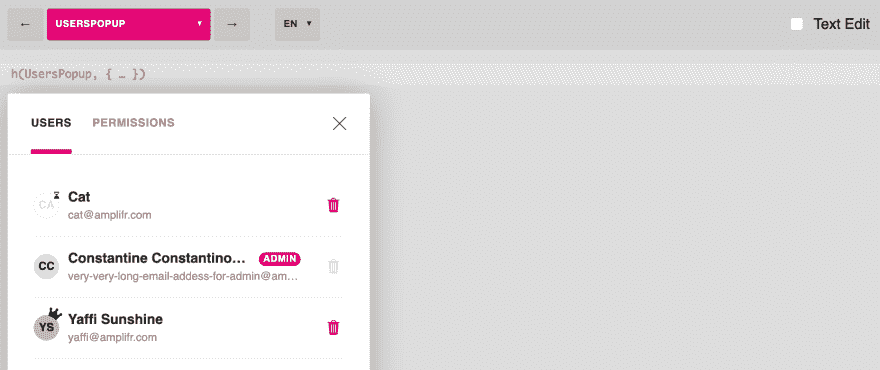 ← USERSPOPUP ▾ → EN ▾ Text Edit
h(UsersPopup, { … })
USERS PERMISSIONS
CA Cat
cat@amplifr.com
CC Constantine Constantino… ADMIN
very-very-long-email-addess-for-admin@am…
YS Yaffi Sunshine
yaffi@amplifr.com